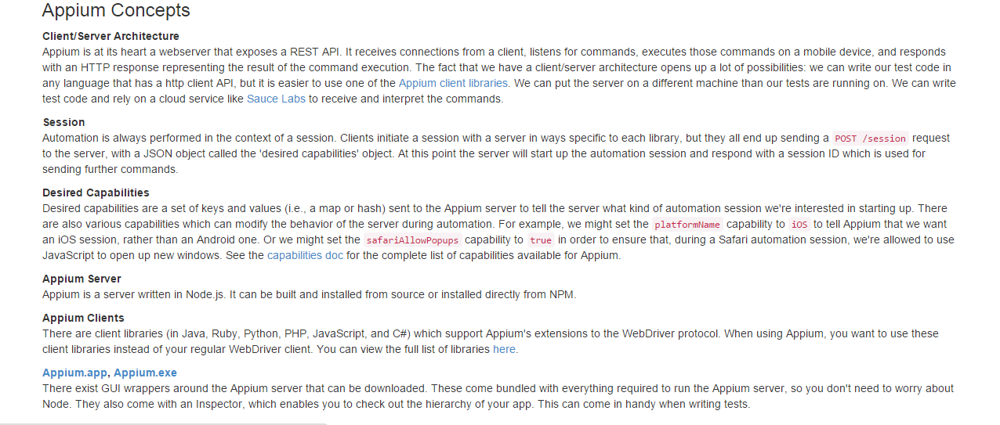 Appium Concepts
Client/Server Architecture
Appium is at its heart a webserver that exposes a REST API. It receives connections from a client, listens for commands, executes those commands on a mobile device, and responds
with an HTTP response representing the result of the command execution. The fact that we have a client/server architecture opens up a lot of possibilities: we can write our test code in
any language that has a http client API, but it is easier to use one of the Appium client libraries. We can put the server on a different machine than our tests are running on. We can write
test code and rely on a cloud service like Sauce Labs to receive and interpret the commands.
Session
Automation is always performed in the context of a session. Clients initiate a session with a server in ways specific to each library, but they all end up sending a POST /session request
to the server, with a JSON object called the 'desired capabilities' object. At this point the server will start up the automation session and respond with a session ID which is used for
sending further commands.
Desired Capabilities
Desired capabilities are a set of keys and values (i.e., a map or hash) sent to the Appium server to tell the server what kind of automation session we're interested in starting up. There
are also various capabilities which can modify the behavior of the server during automation. For example, we might set the platformName capability to iOS to tell Appium that we want
an iOS session, rather than an Android one. Or we might set the safariAllowPopups capability to true in order to ensure that, during a Safari automation session, we're allowed to use
JavaScript to open up new windows. See the capabilities doc for the complete list of capabilities available for Appium.
Appium Server
Appium is a server written in Node.js. It can be built and installed from source or installed directly from NPM.
Appium Clients
There are client libraries (in Java, Ruby, Python, PHP, JavaScript, and C#) which support Appium's extensions to the WebDriver protocol. When using Appium, you want to use these
client libraries instead of your regular WebDriver client. You can view the full list of libraries here.
Appium.app, Appium.exe
There exist GUI wrappers around the Appium server that can be downloaded. These come bundled with everything required to run the Appium server, so you don't need to worry about
Node. They also come with an Inspector, which enables you to check out the hierarchy of your app. This can come in handy when writing tests.